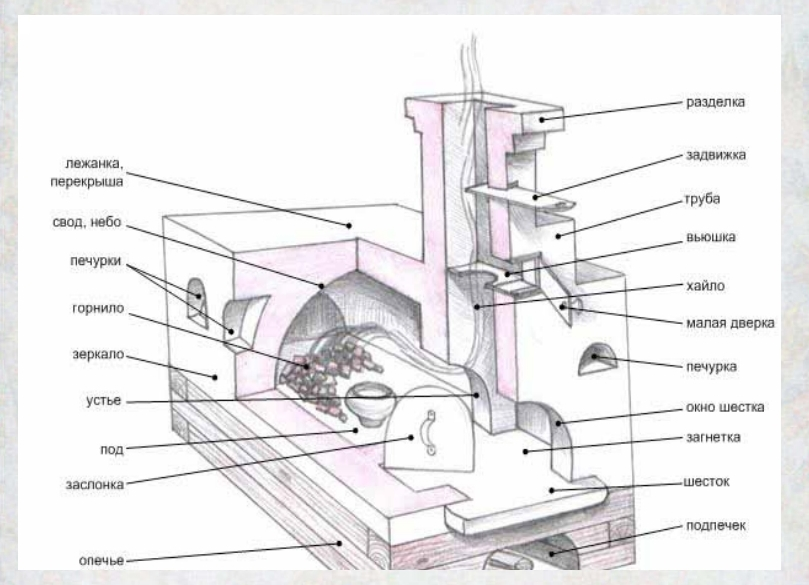 лежанка,
перекрыша
свод, небо
печурки
горнило
зеркало
устье
под
заслонка
опечье
разделка
задвижка
труба
вьюшка
хайло
малая дверка
печурка
окно шестка
загнетка
шесток
подпечек